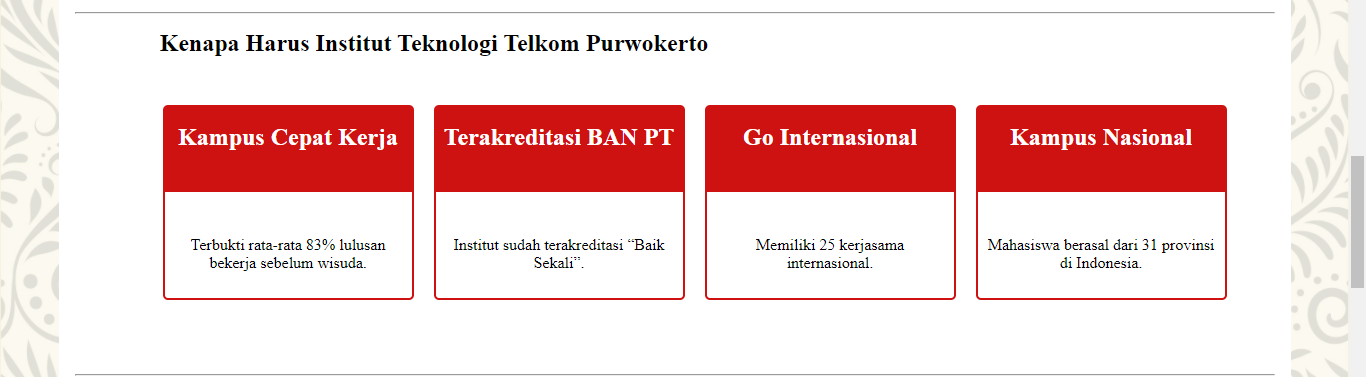 Kenapa Harus Institut Teknologi Telkom Purwokerto
Kampus Cepat Kerja
Terbukti rata-rata 83% lulusan
bekerja sebelum wisuda.
Terakreditasi BAN PT
Institut sudah terakreditasi “Baik
Sekali”.
Go Internasional
Memiliki 25 kerjasama
internasional.
Kampus Nasional
Mahasiswa berasal dari 31 provinsi
di Indonesia.